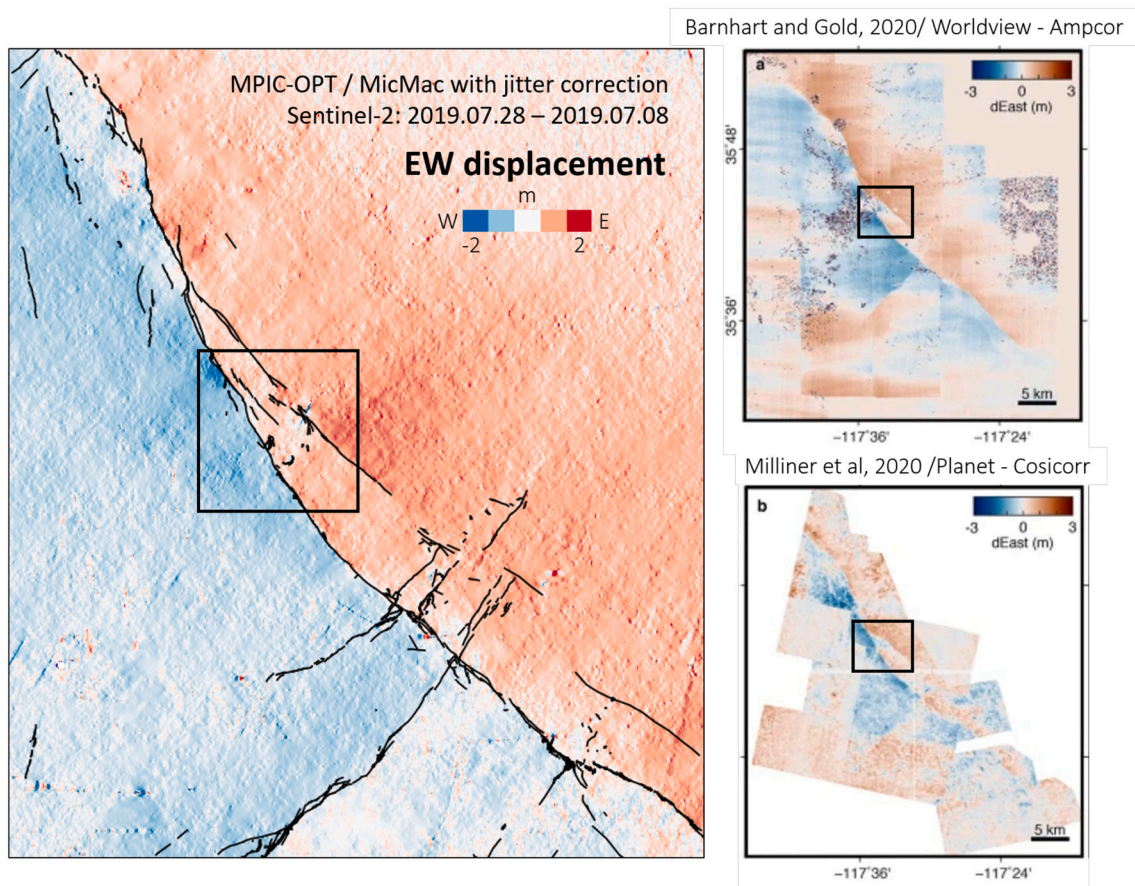 MPIC-OPT / MicMac with jitter correction
Sentinel-2: 2019.07.28 – 2019.07.08
EW displacement
m
W E
-2 2
Barnhart and Gold, 2020/ Worldview - Ampcor
a
-3 0 3
dEast (m)
35˚48'
35˚36'
5 km
−117˚36' −117˚24'
Milliner et al, 2020 /Planet - Cosicorr
b
-3 0 3
dEast (m)
5 km
−117˚36' −117˚24'